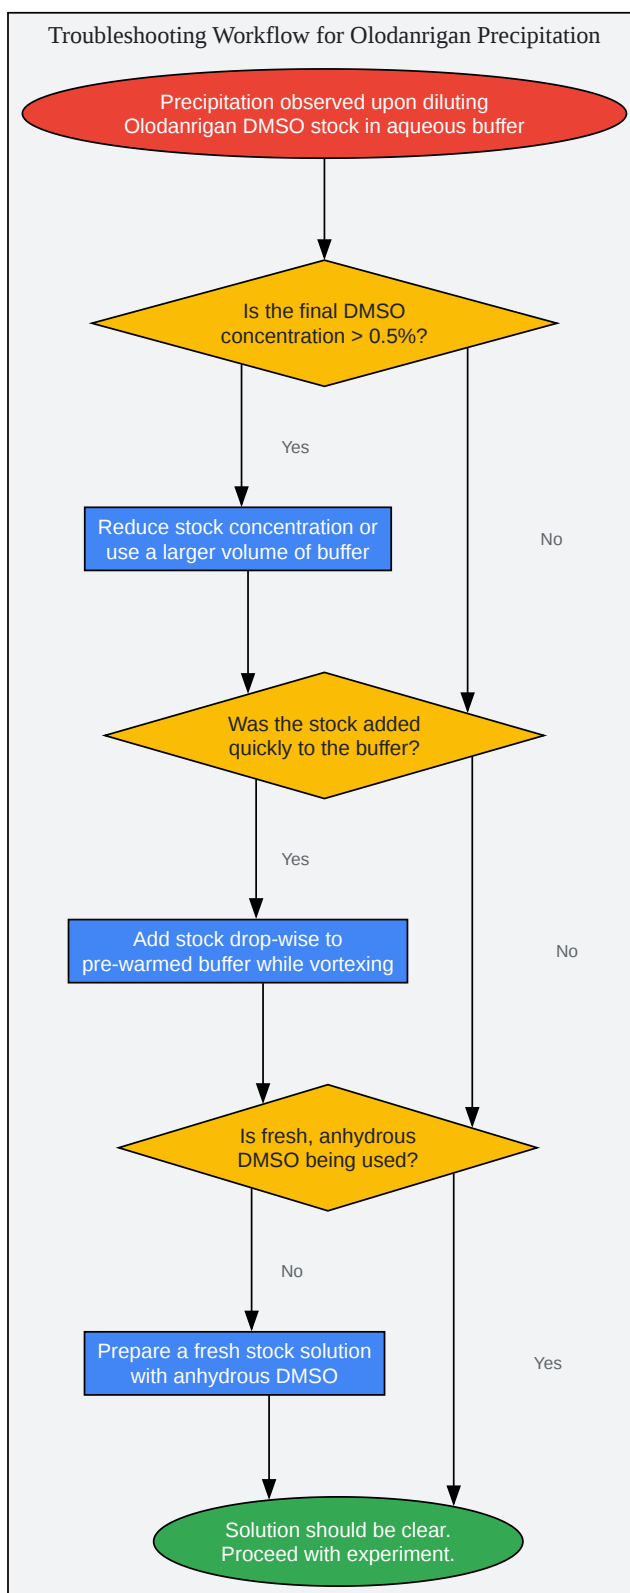 Troubleshooting Workflow for Olodanrigan Precipitation
Precipitation observed upon diluting
Olodanrigan DMSO stock in aqueous buffer
Is the final DMSO
concentration > 0.5%?
Yes
Reduce stock concentration or
use a larger volume of buffer
No
Was the stock added
quickly to the buffer?
Yes
Add stock drop-wise to
pre-warmed buffer while vortexing
No
Is fresh, anhydrous
DMSO being used?
No
Prepare a fresh stock solution
with anhydrous DMSO
Yes
Solution should be clear.
Proceed with experiment.